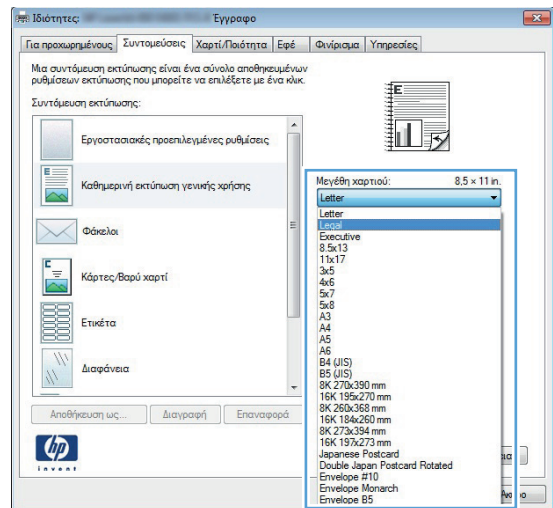 Ιδιότητες: Έγγραφο
Για προχωρημένους Συντομεύσεις Χαρτί/Ποιότητα Εφέ Φινίρισμα Υπηρεσίες
Μια συντόμευση εκτύπωσης είναι ένα σύνολο αποθηκευμένων
ρυθμίσεων εκτύπωσης που μπορείτε να επιλέξετε με ένα κλικ.
Συντόμευση εκτύπωσης:
Εργοστασιακές προεπιλεγμένες ρυθμίσεις
Καθημερινή εκτύπωση γενικής χρήσης
Φάκελοι
Κάρτες/Βαρύ χαρτί
Ετικέτα
Διαφάνεια
Αποθήκευση ως... Διαγραφή Επαναφορά
hp
invent
Μεγέθη χαρτιού: 8,5 × 11 in.
Letter
Letter
Legal
Executive
8.5x13
11x17
3x5
4x6
5x7
5x8
A3
A4
A5
A6
B4 (JIS)
B5 (JIS)
8K 270x390 mm
16K 195x270 mm
8K 260x368 mm
16K 184x260 mm
8K 273x394 mm
16K 197x273 mm
Japanese Postcard
Double Japan Postcard Rotated
Envelope #10
Envelope Monarch
Envelope B5